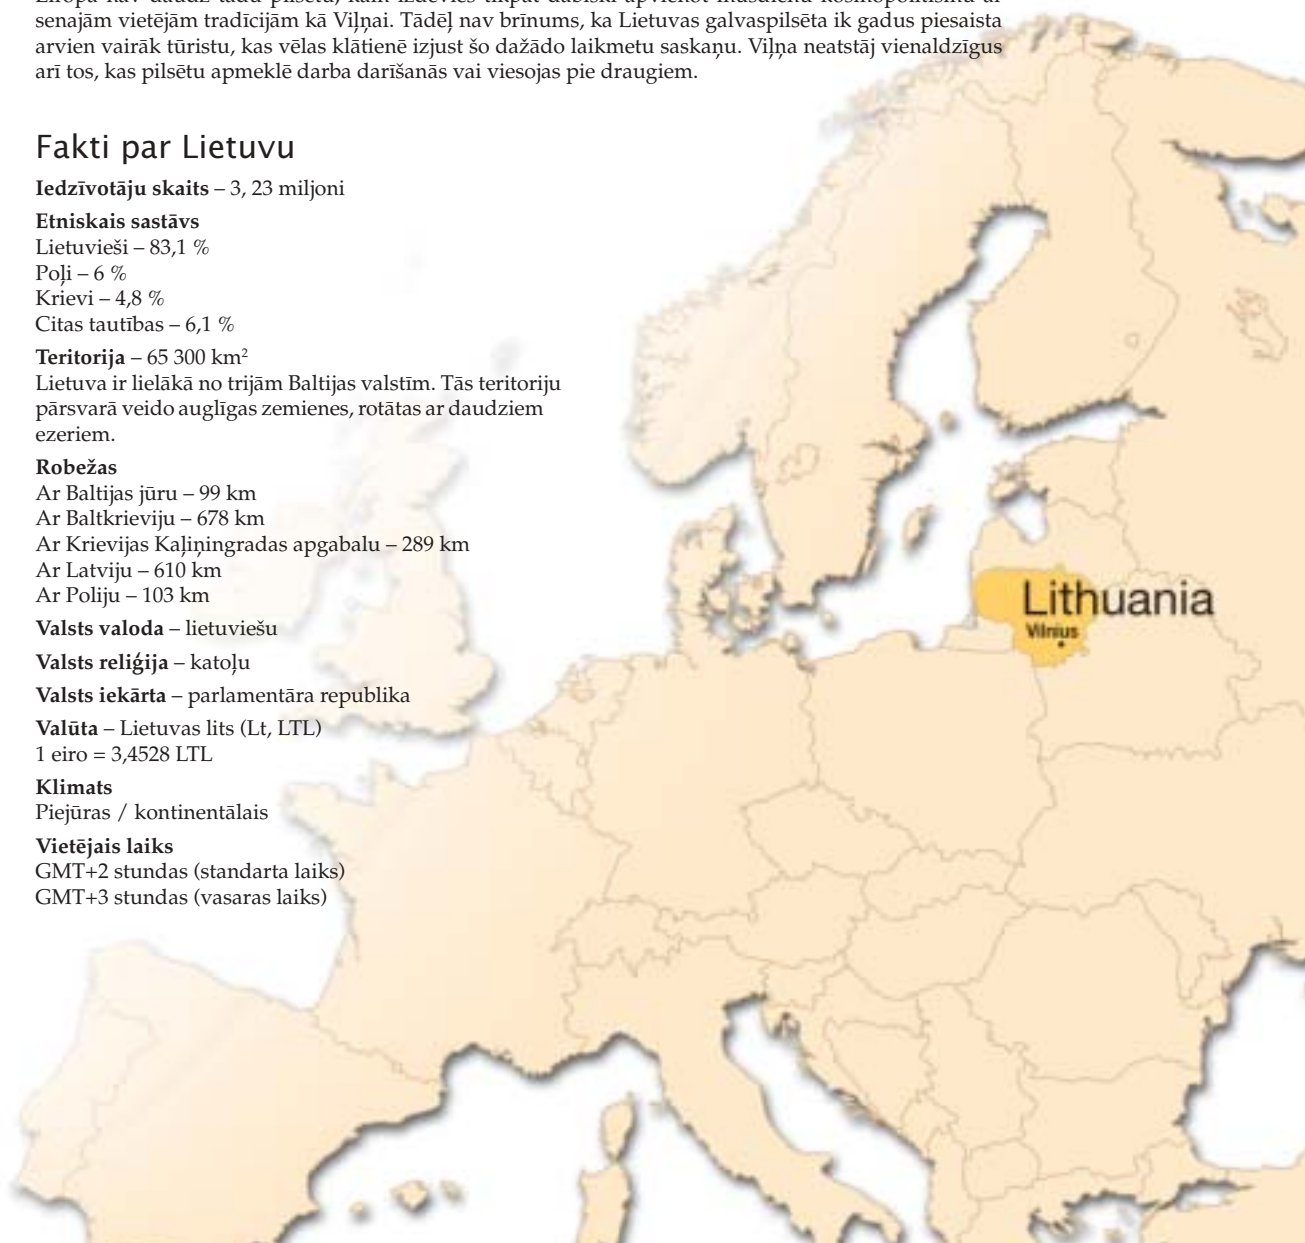 senajām vietējām tradīcijām kā Viļņai. Tādēļ nav brīnums, ka Lietuvas galvaspilsēta ik gadus piesaista
arvien vairāk tūristu, kas vēlas klātienē izjust šo dažādo laikmetu saskaņu. Viļņa neatstāj vienaldzīgus
arī tos, kas pilsētu apmeklē darba darīšanās vai viesojas pie draugiem.
Fakti par Lietuvu
Iedzīvotāju skaits – 3, 23 miljoni
Etniskais sastāvs
Lietuvieši – 83,1 %
Poļi – 6 %
Krievi – 4,8 %
Citas tautības – 6,1 %
Teritorija – 65 300 km²
Lietuva ir lielākā no trijām Baltijas valstīm. Tās teritoriju
pārsvarā veido auglīgas zemienes, rotātas ar daudziem
ezeriem.
Robežas
Ar Baltijas jūru – 99 km
Ar Baltkrieviju – 678 km
Ar Krievijas Kaļiņingradas apgabalu – 289 km
Ar Latviju – 610 km
Ar Poliju – 103 km
Valsts valoda – lietuviešu
Valsts reliģija – katoļu
Valsts iekārta – parlamentāra republika
Valūta – Lietuvas lits (Lt, LTL)
1 eiro = 3,4528 LTL
Klimats
Piejūras / kontinentālais
Vietējais laiks
GMT+2 stundas (standarta laiks)
GMT+3 stundas (vasaras laiks)
Lithuania
Vilnius